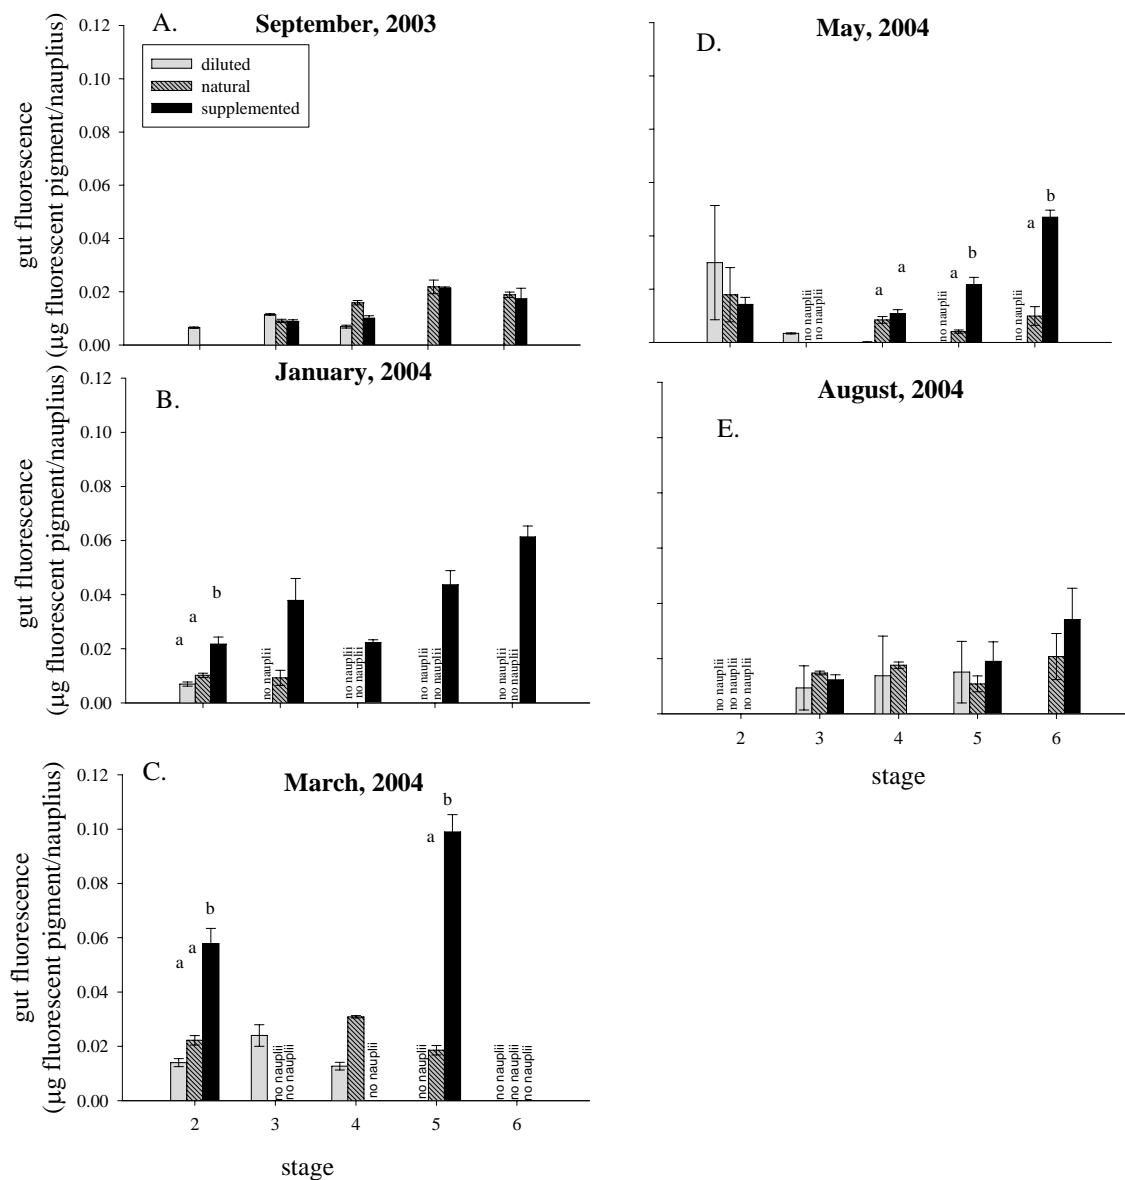 A.
September, 2003
diluted
natural
supplemented
gut fluorescence
(µg fluorescent pigment/nauplius)
0.12
0.10
0.08
0.06
0.04
0.02
0.00
B.
January, 2004
gut fluorescence
(µg fluorescent pigment/nauplius)
0.12
0.10
0.08
0.06
0.04
0.02
0.00
a
a
b
no nauplii
no nauplii
no nauplii
no nauplii
no nauplii
no nauplii
no nauplii
C.
March, 2004
gut fluorescence
(µg fluorescent pigment/nauplius)
0.12
0.10
0.08
0.06
0.04
0.02
0.00
a
a
b
no nauplii
no nauplii
no nauplii
no nauplii
a
b
no nauplii
no nauplii
no nauplii
2 3 4 5 6
stage
D.
May, 2004
no nauplii
no nauplii
a
a
no nauplii
a
b
no nauplii
a
b
E.
August, 2004
no nauplii
no nauplii
no nauplii
2 3 4 5 6
stage